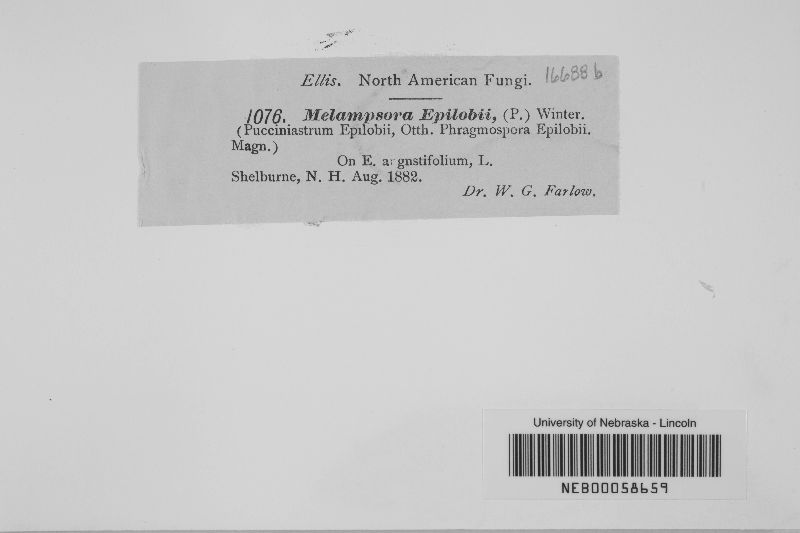 Ellis. North American Fungi. 16688 b
1076. Melampsora Epilobii, (P.) Winter.
(Pucciniastrum Epilobii, Otth. Phragmospora Epilobii.
Magn.)
On E. argnstifolium, L.
Shelburne, N. H. Aug. 1882.
Dr. W. G. Farlow.
University of Nebraska - Lincoln
NEB00058659